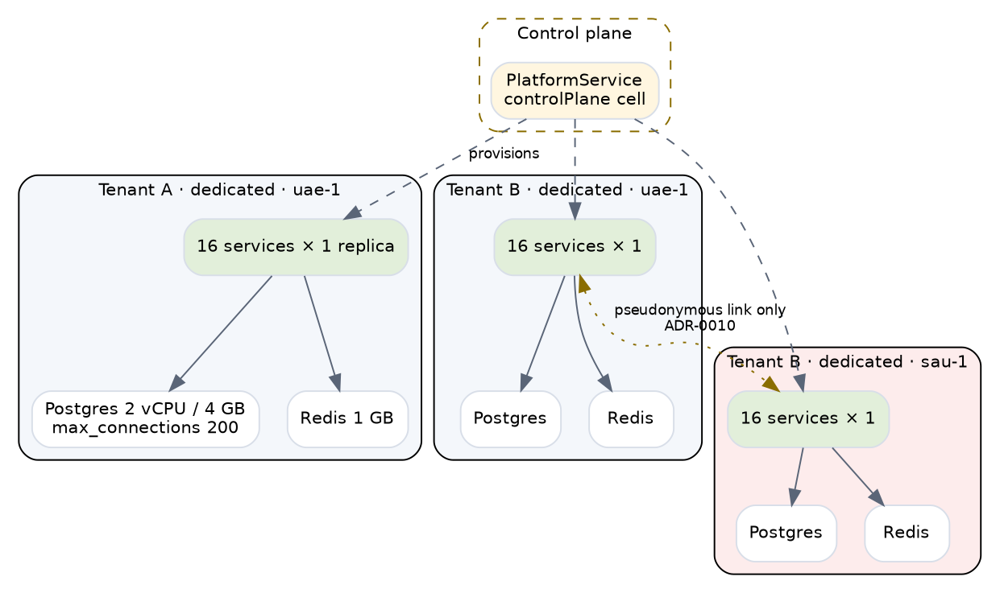 Control plane
PlatformService
controlPlane cell
provisions
Tenant A · dedicated · uae-1
16 services × 1 replica
Postgres 2 vCPU / 4 GB
max_connections 200
Redis 1 GB
Tenant B · dedicated · uae-1
16 services × 1
Postgres
Redis
pseudonymous link only
ADR-0010
Tenant B · dedicated · sau-1
16 services × 1
Postgres
Redis